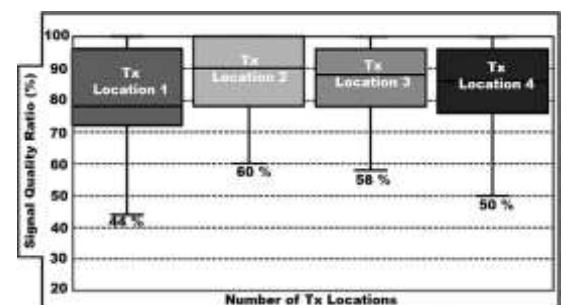 Signal Quality Ratio (%)
100
90
80
70
60
50
40
30
20
Tx
Location 1
Tx
Location 2
Tx
Location 3
Tx
Location 4
44 %
60 %
58 %
50 %
Number of Tx Locations